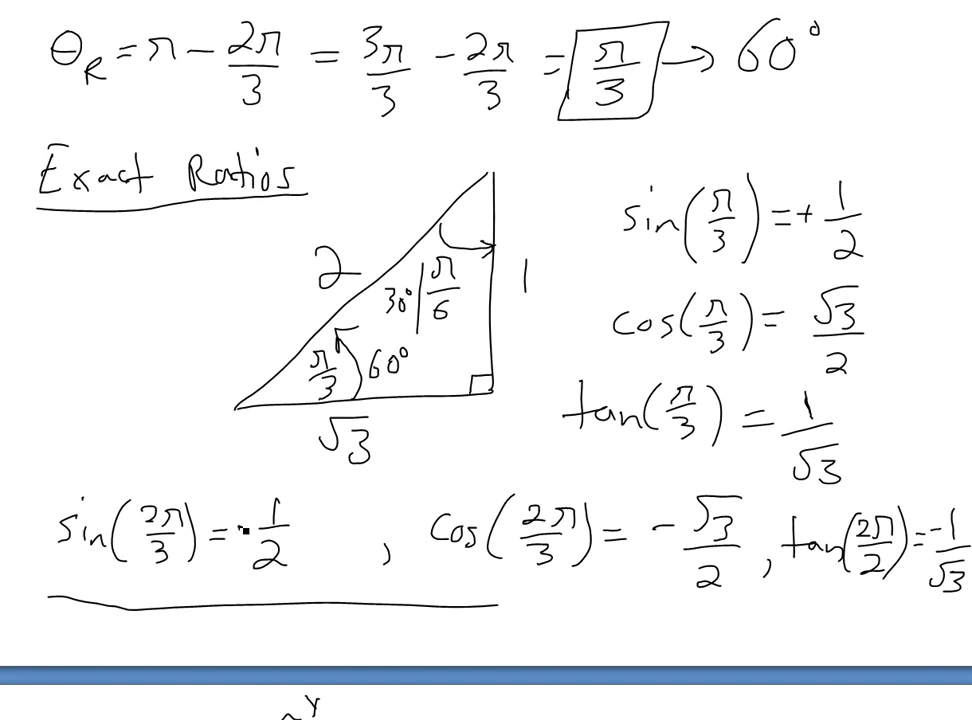 θ_R = π − 2π/3 = 3π/3 − 2π/3 = π/3 → 60°
Exact Ratios
2
30° | π/6
1
π/3 60°
√3
sin(π/3) = + 1/2
cos(π/3) = √3/2
tan(π/3) = 1/√3
sin(2π/3) = - 1/2 , cos(2π/3) = − √3/2 , tan(2π/2) = −1/√3
Y